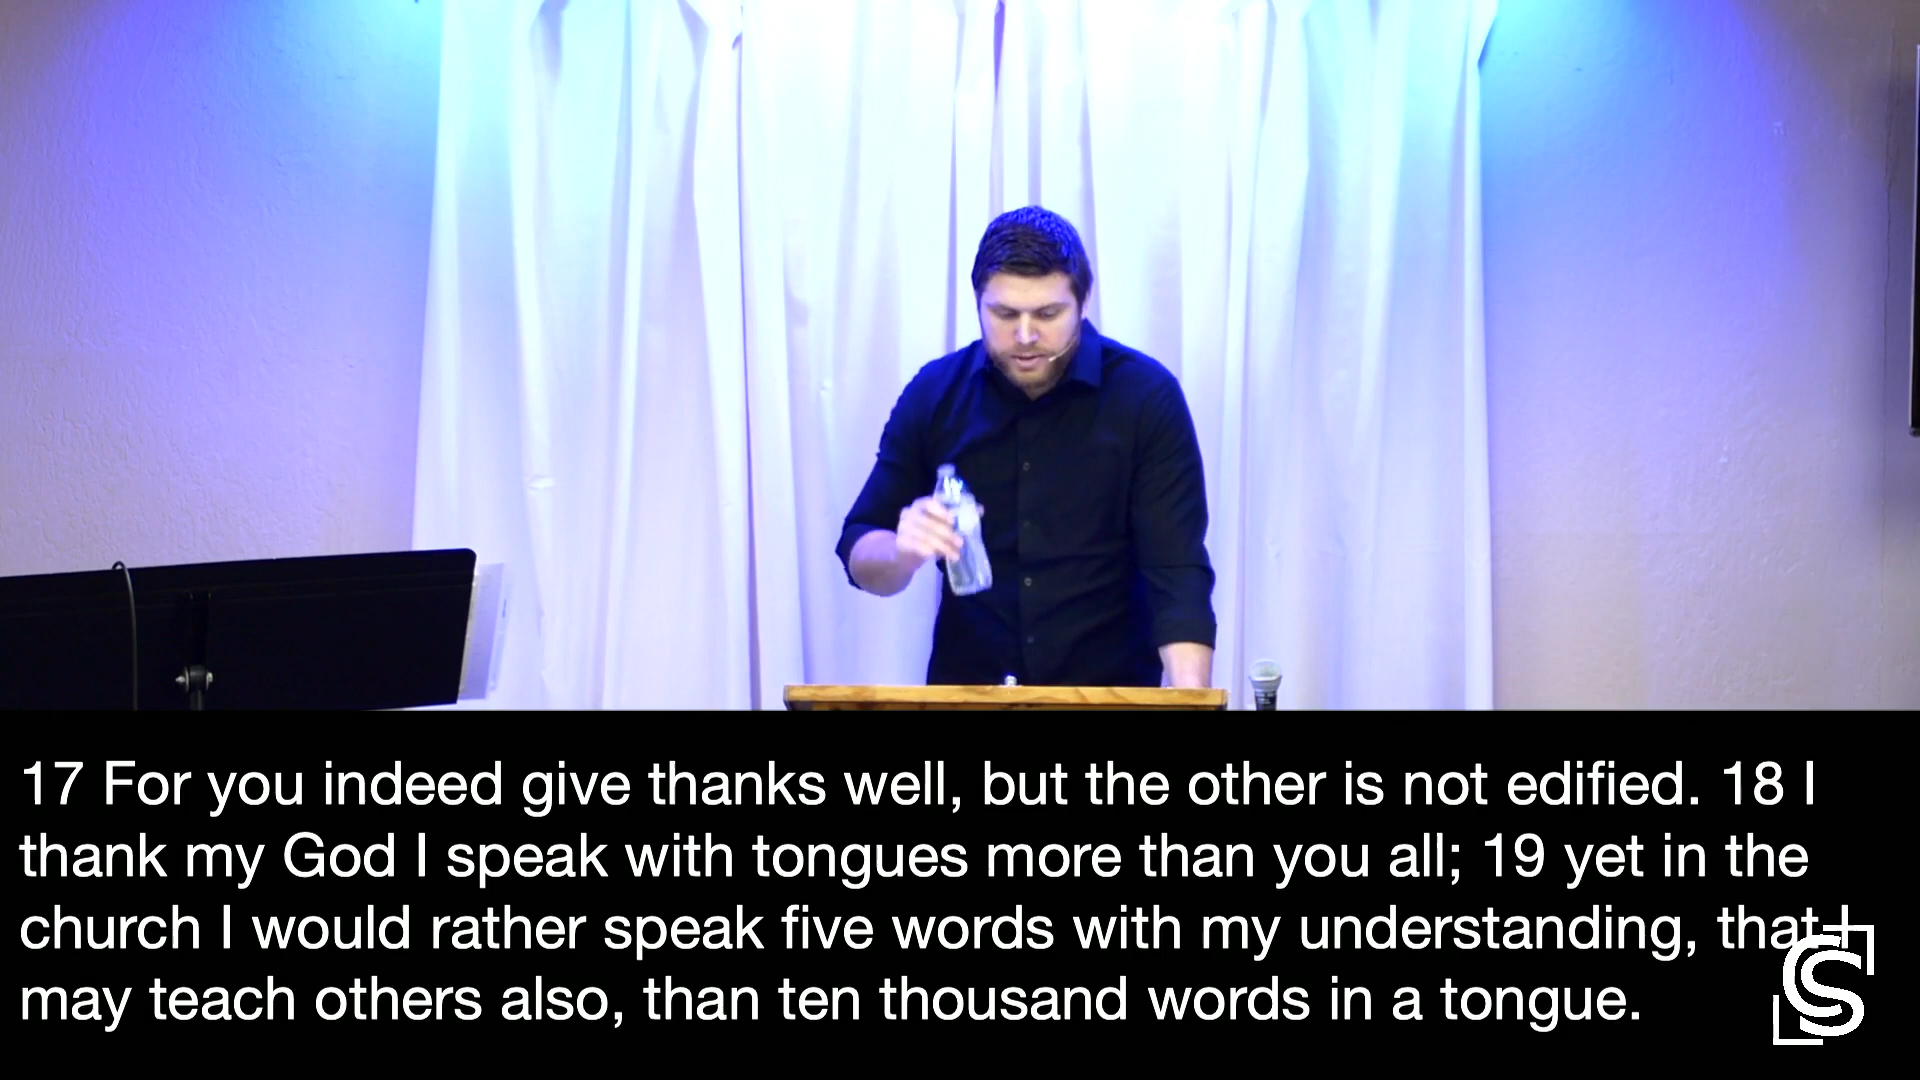 17 For you indeed give thanks well, but the other is not edified. 18 I
thank my God I speak with tongues more than you all; 19 yet in the
church I would rather speak five words with my understanding, that I
may teach others also, than ten thousand words in a tongue.